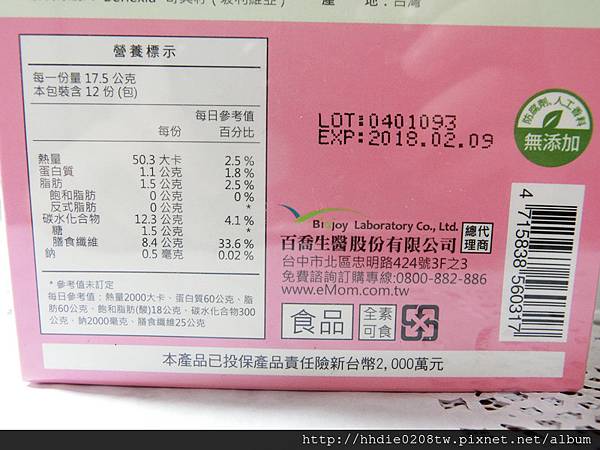 產 地:台灣
營養標示
每一份量 17.5 公克
本包裝含 12 份 (包)
每份 每日參考值百分比
熱量 50.3 大卡 2.5 %
蛋白質 1.1 公克 1.8 %
脂肪 1.5 公克 2.5 %
飽和脂肪 0 公克 0 %
反式脂肪 0 公克 *
碳水化合物 12.3 公克 4.1 %
糖 1.5 公克 *
膳食纖維 8.4 公克 33.6 %
鈉 0.5 毫克 0.02 %
* 參考值未訂定
每日參考值:熱量2000大卡、蛋白質60公克、脂
肪60公克、飽和脂肪(酸)18公克、碳水化合物300
公克、鈉2000毫克、膳食纖維25公克
LOT:0401093
EXP:2018.02.09
防腐劑.人工香料
無添加
Biojoy Laboratory Co., Ltd.
百喬生醫股份有限公司 總代理商
台中市北區忠明路424號3F之3
免費諮詢訂購專線:0800-882-886
www.eMom.com.tw
食品 全素可食
4 715838 560317
本產品已投保產品責任險新台幣2,000萬元
http://hhdie0208tw.pixnet.net/album